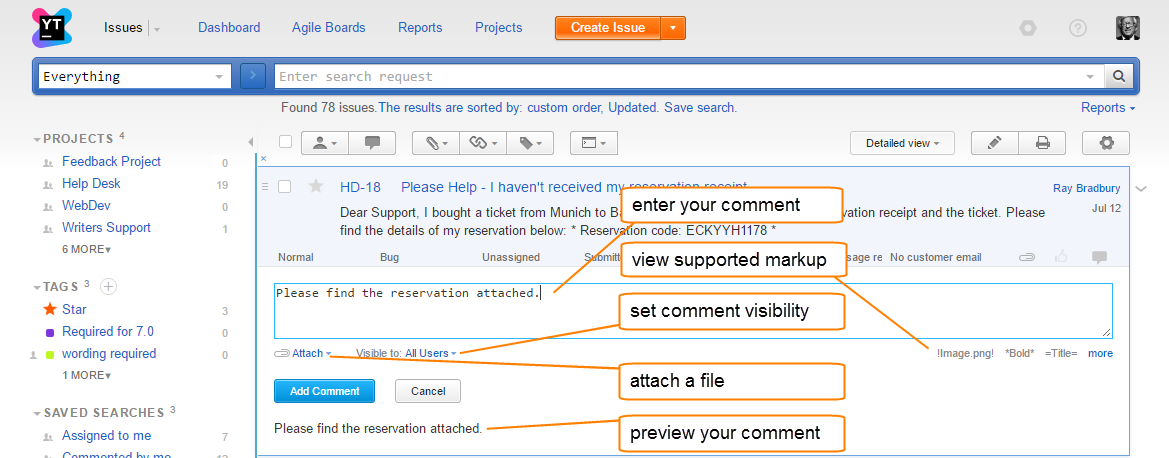 YT
Issues
Dashboard
Agile Boards
Reports
Projects
Create Issue
Everything
Enter search request
Found 78 issues.The results are sorted by: custom order, Updated. Save search.
Reports
PROJECTS 4
Feedback Project 0
Help Desk 19
WebDev 0
Writers Support 1
6 MORE
TAGS 3
Star 3
Required for 7.0 0
wording required 0
1 MORE
SAVED SEARCHES 3
Assigned to me 7
Commented by me
Detailed view
HD-18 Please Help - I haven't received my reservation receipt
Ray Bradbury
Jul 12
Dear Support, I bought a ticket from Munich to Ba vation receipt and the ticket. Please
find the details of my reservation below: * Reservation code: ECKYYH1178 *
Normal Bug Unassigned Submitt sage re No customer email
enter your comment
view supported markup
Please find the reservation attached.
set comment visibility
Attach
Visible to: All Users
!Image.png! *Bold* =Title= more
attach a file
Add Comment
Cancel
Please find the reservation attached.
preview your comment